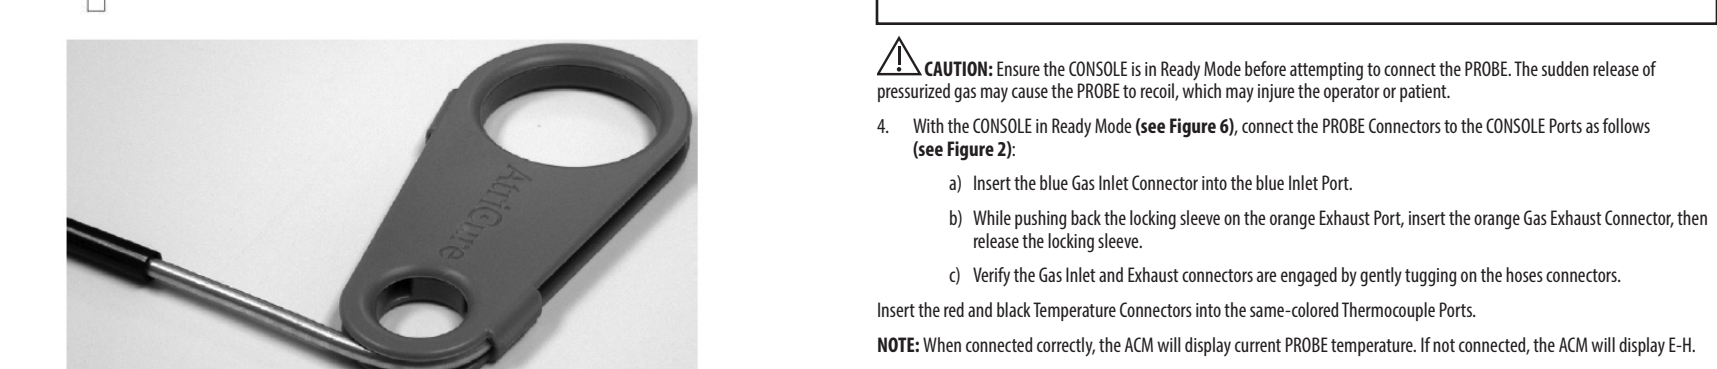 AtriCure
CAUTION: Ensure the CONSOLE is in Ready Mode before attempting to connect the PROBE. The sudden release of
pressurized gas may cause the PROBE to recoil, which may injure the operator or patient.
4. With the CONSOLE in Ready Mode (see Figure 6), connect the PROBE Connectors to the CONSOLE Ports as follows
(see Figure 2):
a) Insert the blue Gas Inlet Connector into the blue Inlet Port.
b) While pushing back the locking sleeve on the orange Exhaust Port, insert the orange Gas Exhaust Connector, then
release the locking sleeve.
c) Verify the Gas Inlet and Exhaust connectors are engaged by gently tugging on the hoses connectors.
Insert the red and black Temperature Connectors into the same-colored Thermocouple Ports.
NOTE: When connected correctly, the ACM will display current PROBE temperature. If not connected, the ACM will display E-H.